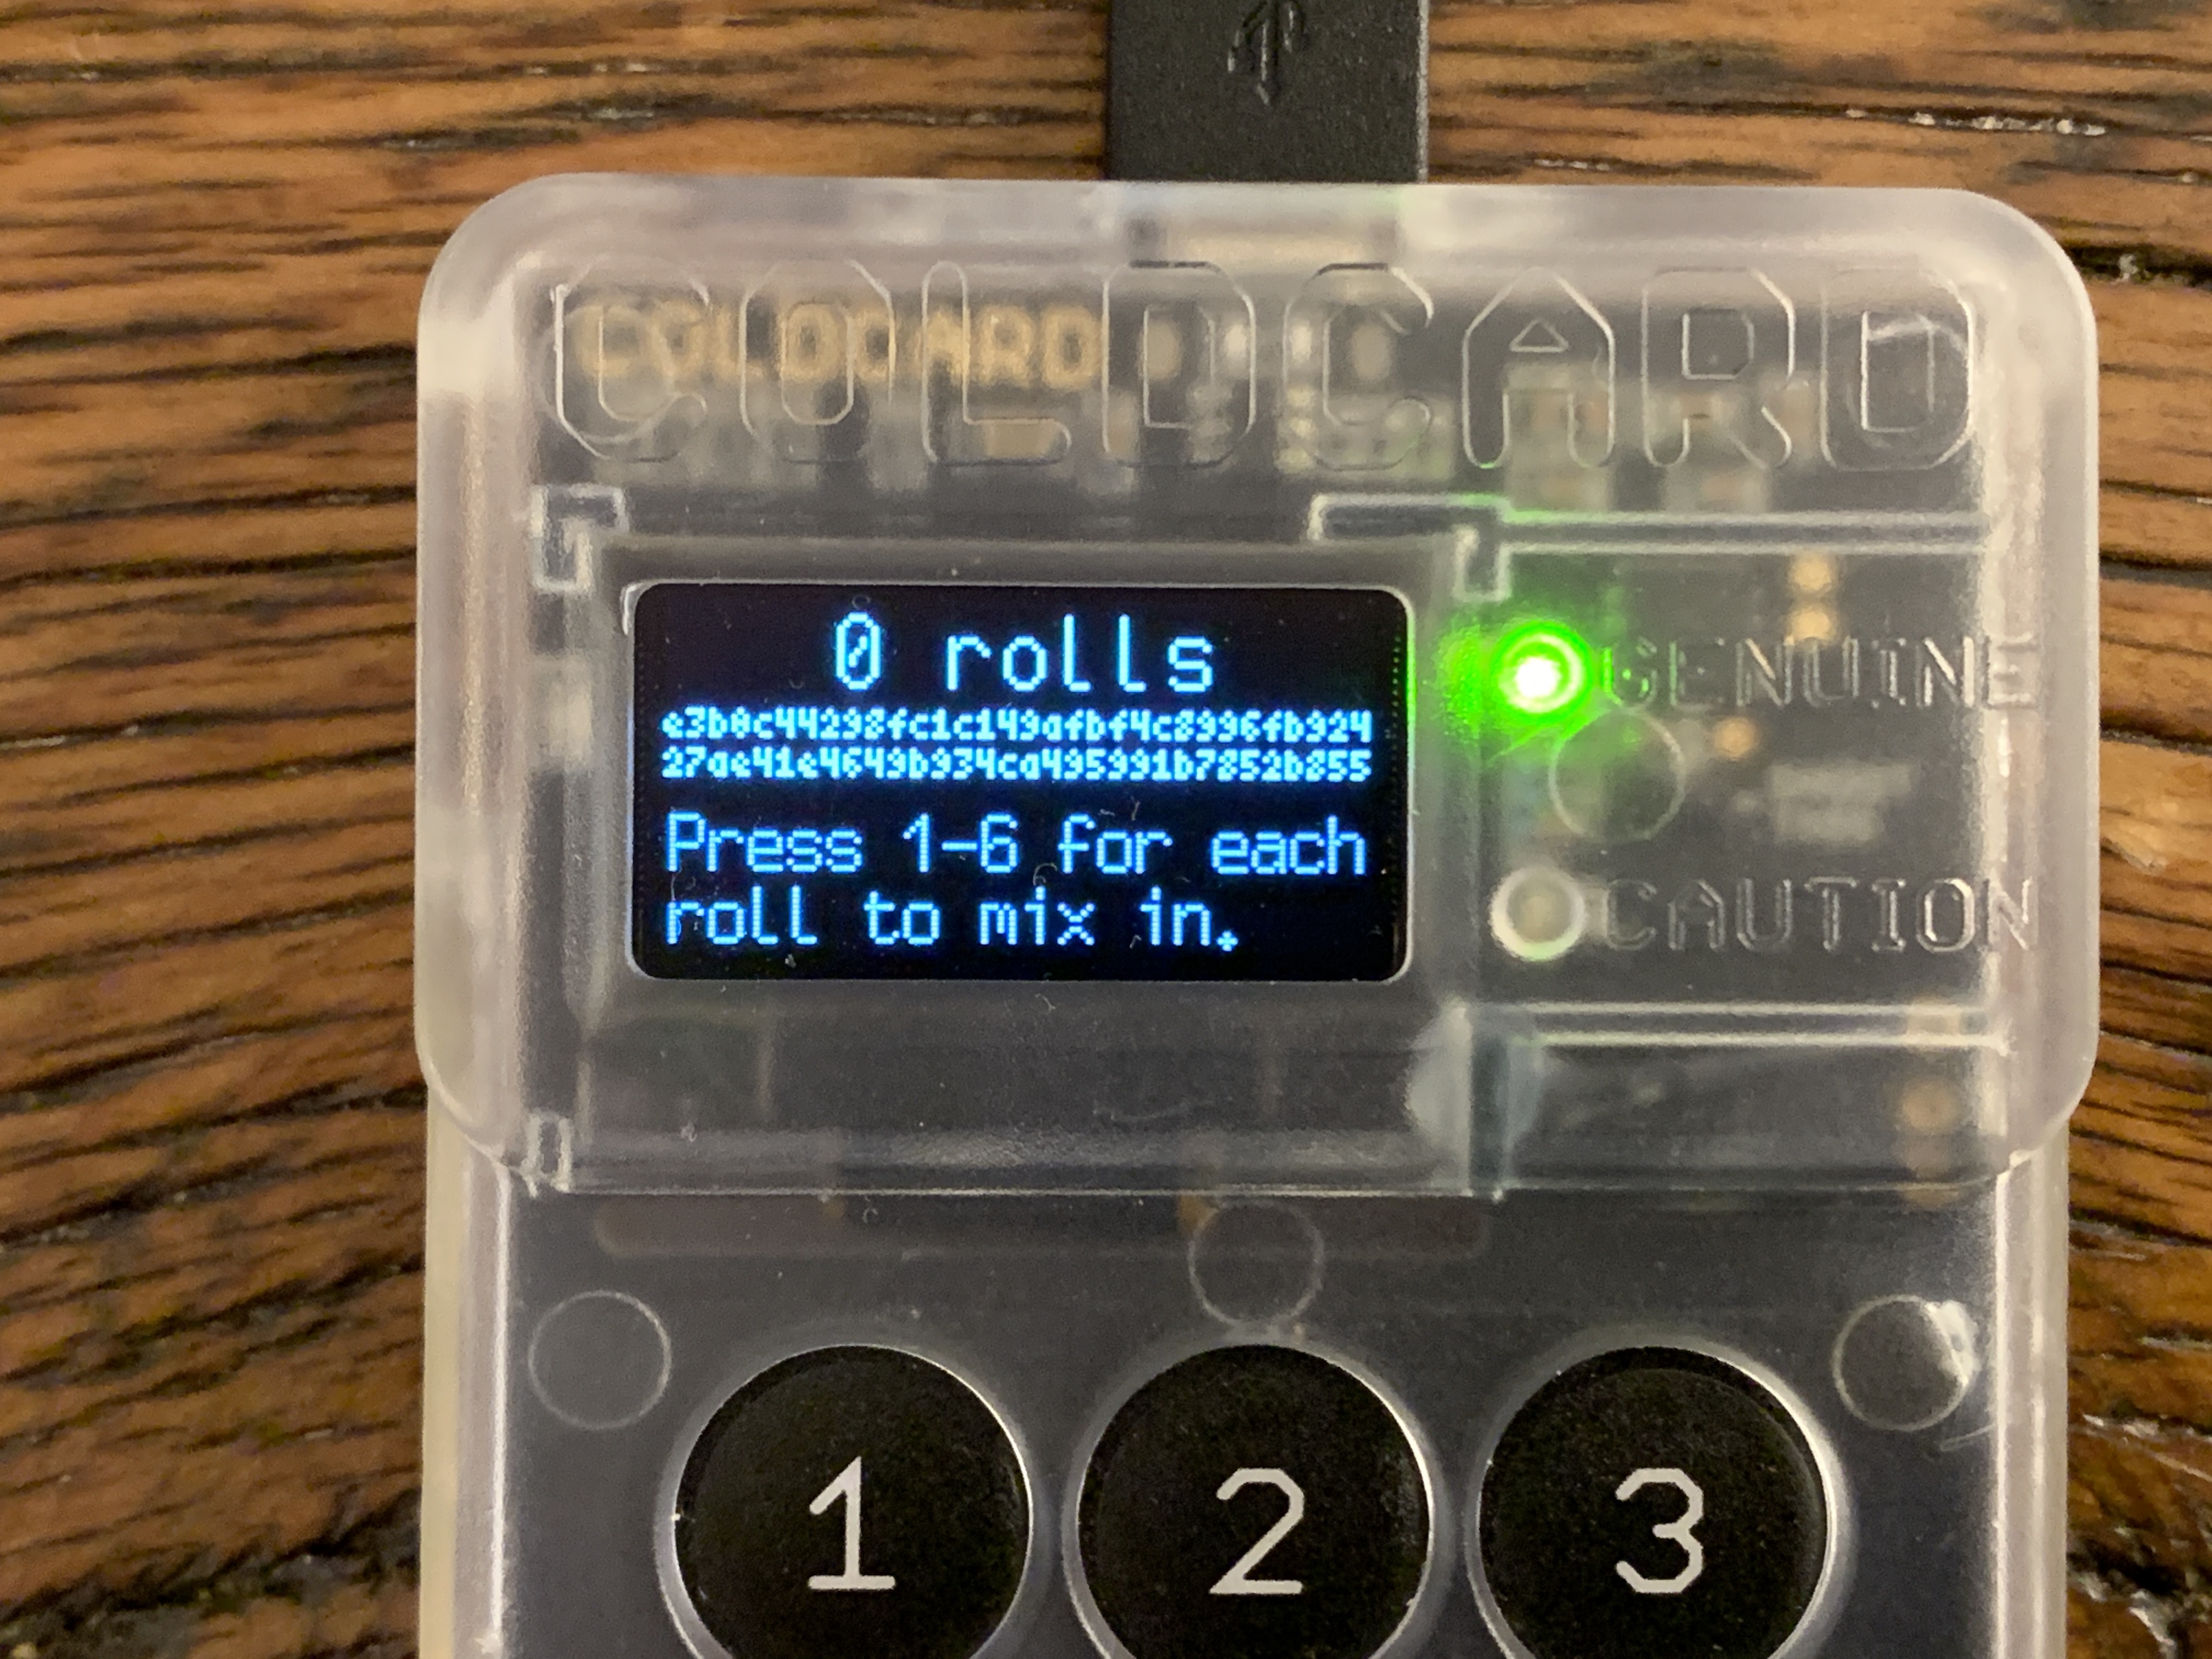 COLDCARD
COLDCARD
0 rolls
e3b0c44298fc1c149afbf4c8996fb924
27ae41e4649b934ca495991b7852b855
Press 1-6 for each
roll to mix in.
GENUINE
CAUTION
1
2
3